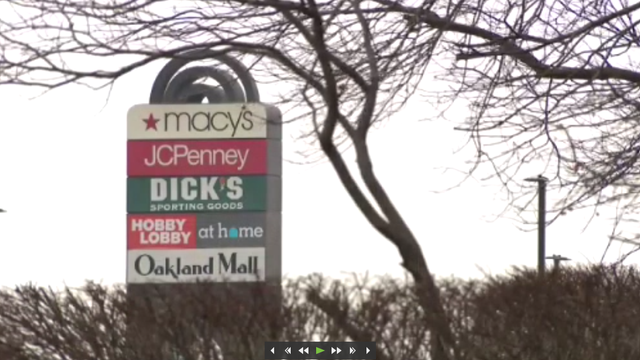 macy's
JCPenney
DICK'S
SPORTING GOODS
HOBBY
LOBBY
at home
Oakland Mall